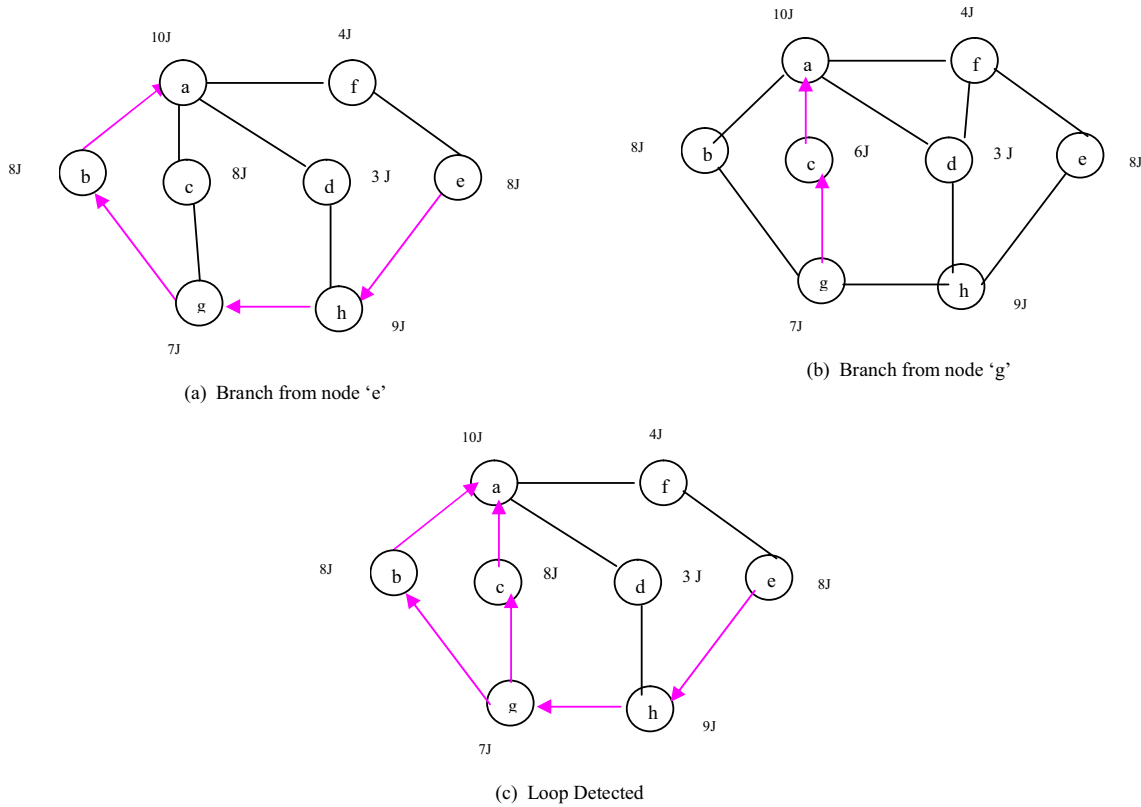 10J 4J
a f
8J b c 8J d 3 J e 8J
g h
7J 9J
(a) Branch from node ‘e’
10J 4J
a f
8J b c 6J d 3 J e 8J
g h
7J 9J
(b) Branch from node ‘g’
10J 4J
a f
8J b c 8J d 3 J e 8J
g h
7J 9J
(c) Loop Detected